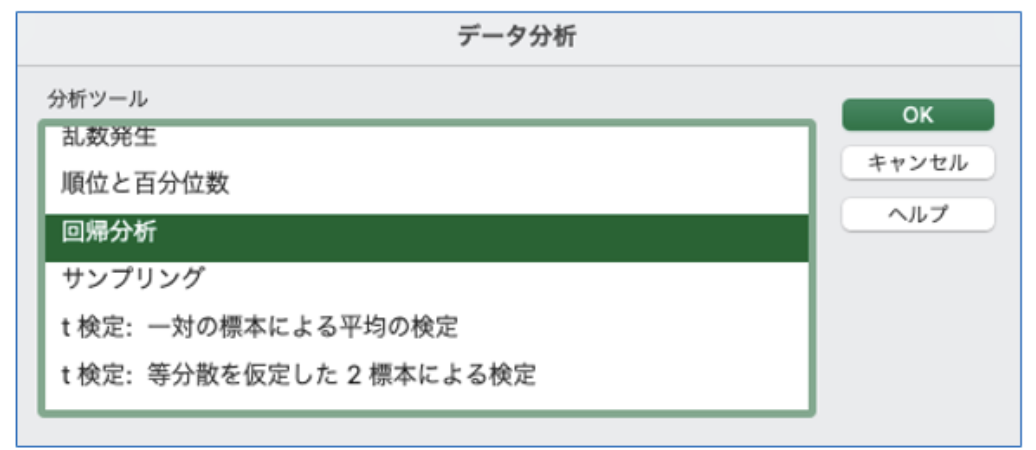 データ分析
分析ツール
乱数発生
順位と百分位数
回帰分析
サンプリング
t 検定: 一対の標本による平均の検定
t 検定: 等分散を仮定した 2 標本による検定
OK
キャンセル
ヘルプ